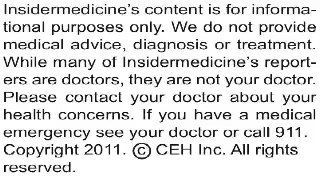 Insidermedicine's content is for informa-
tional purposes only. We do not provide
medical advice, diagnosis or treatment.
While many of Insidermedicine's report-
ers are doctors, they are not your doctor.
Please contact your doctor about your
health concerns. If you have a medical
emergency see your doctor or call 911.
Copyright 2011. © CEH Inc. All rights
reserved.